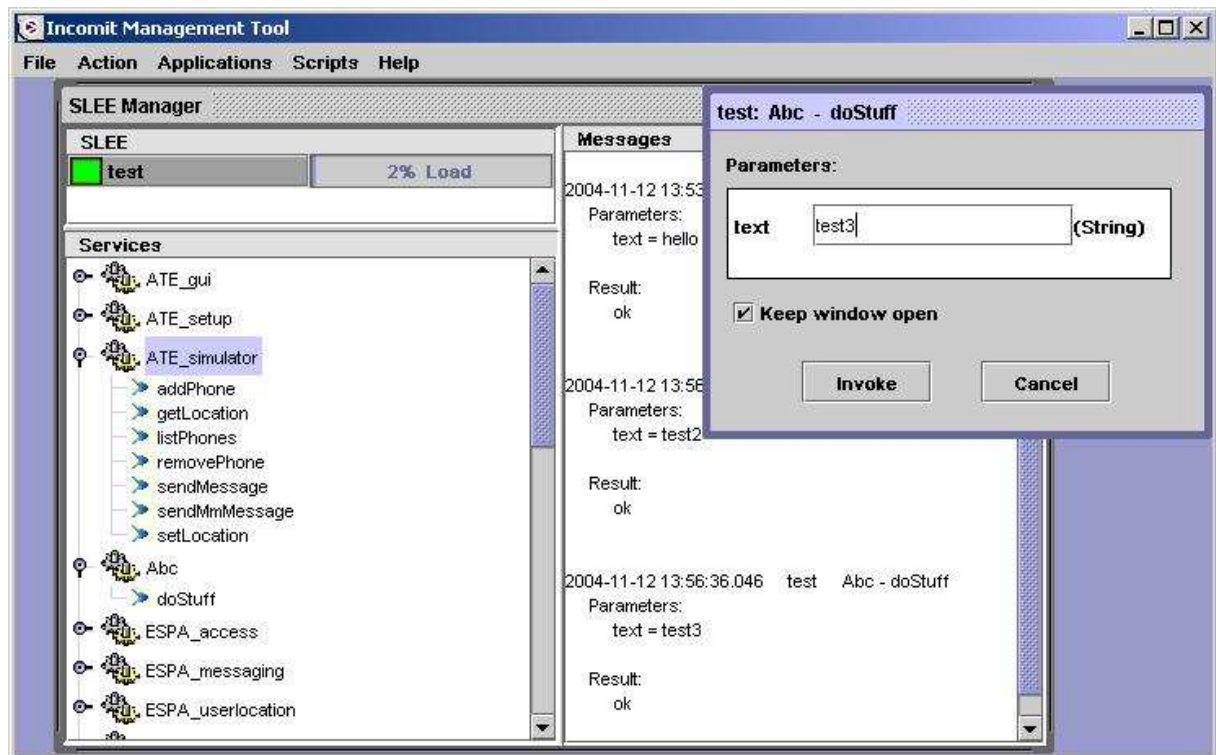 Incomit Management Tool
File Action Applications Scripts Help
SLEE Manager
SLEE
test 2% Load
Services
ATE_gui
ATE_setup
ATE_simulator
addPhone
getLocation
listPhones
removePhone
sendMessage
sendMmMessage
setLocation
Abc
doStuff
ESPA_access
ESPA_messaging
ESPA_userlocation
Messages
2004-11-12 13:53
Parameters:
text = hello
Result:
ok
2004-11-12 13:56
Parameters:
text = test2
Result:
ok
2004-11-12 13:56:36.046 test Abc - doStuff
Parameters:
text = test3
Result:
ok
test: Abc - doStuff
Parameters:
text test3 (String)
Keep window open
Invoke Cancel